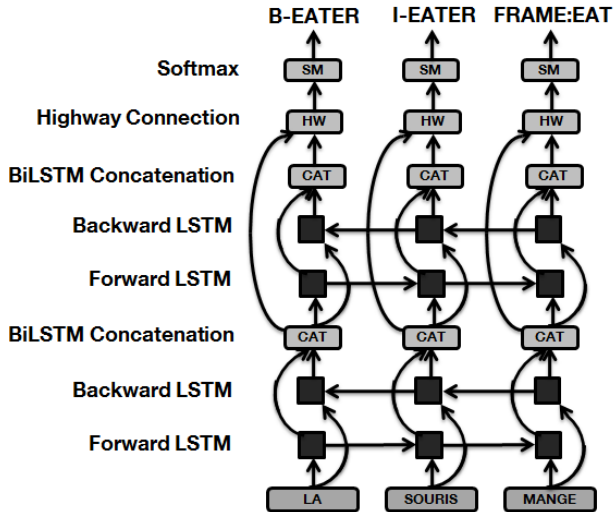 B-EATER I-EATER FRAME:EAT
Softmax SM SM SM
Highway Connection HW HW HW
BiLSTM Concatenation CAT CAT CAT
Backward LSTM
Forward LSTM
BiLSTM Concatenation CAT CAT CAT
Backward LSTM
Forward LSTM
LA SOURIS MANGE